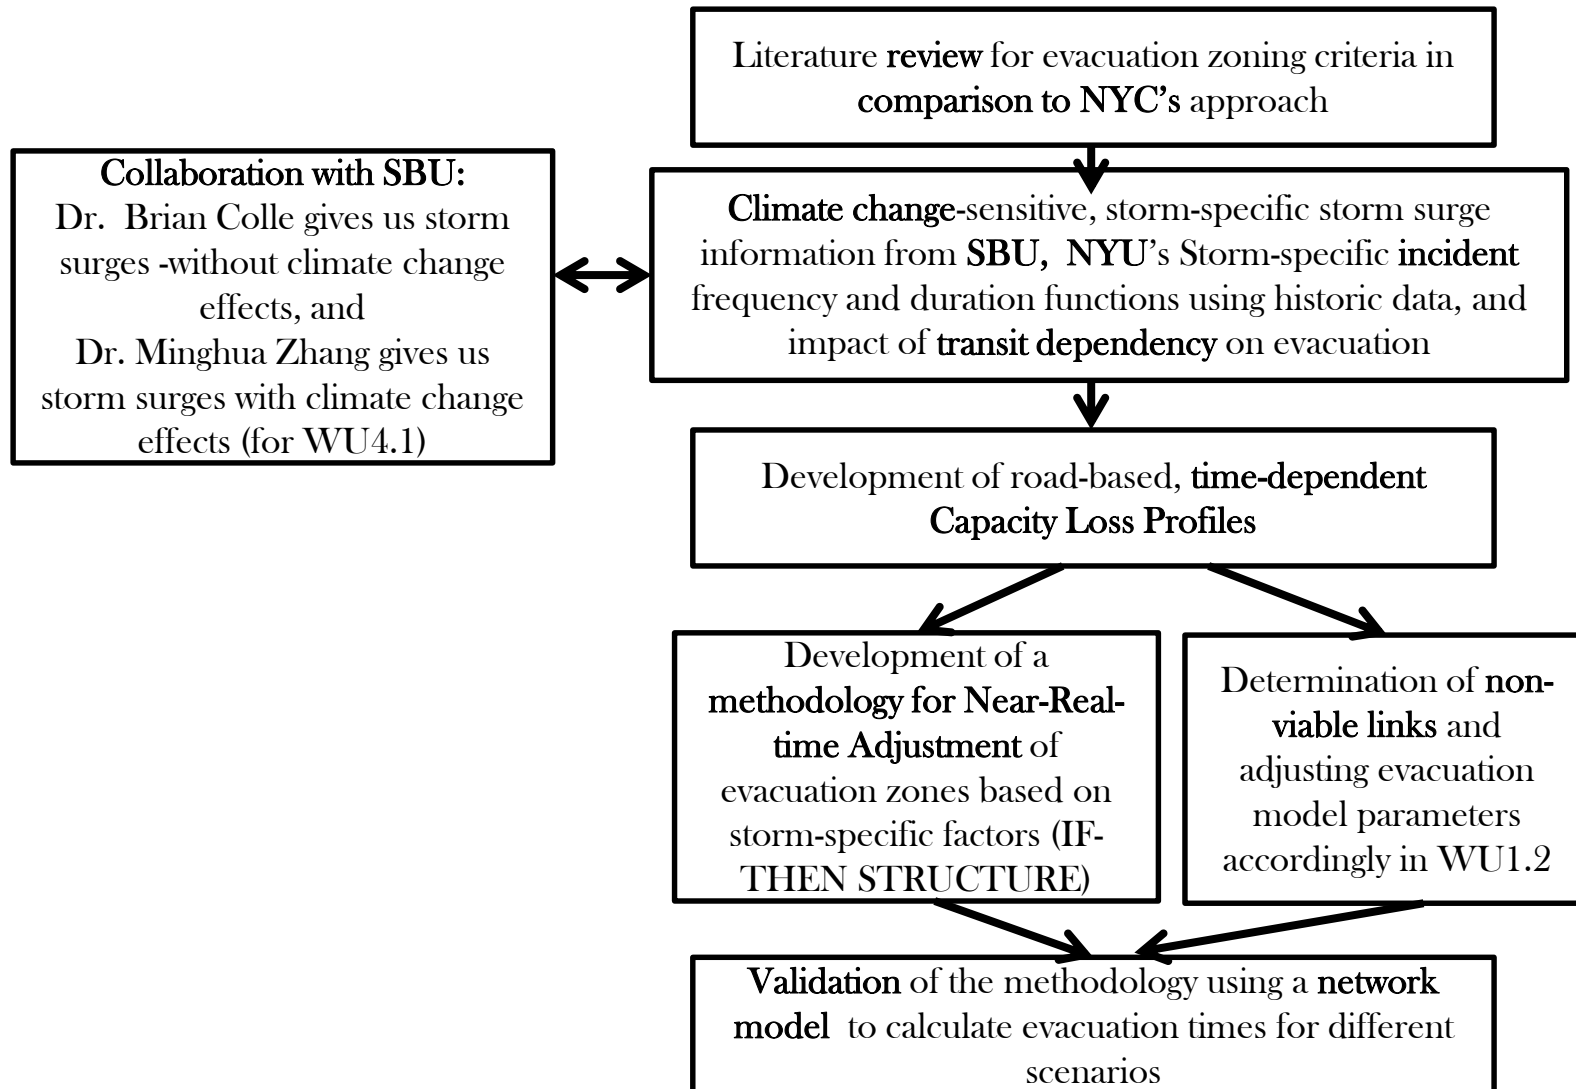 Literature review for evacuation zoning criteria in
comparison to NYC's approach
Collaboration with SBU:
Dr. Brian Colle gives us storm
surges -without climate change
effects, and
Dr. Minghua Zhang gives us
storm surges with climate change
effects (for WU4.1)
Climate change-sensitive, storm-specific storm surge
information from SBU, NYU's Storm-specific incident
frequency and duration functions using historic data, and
impact of transit dependency on evacuation
Development of road-based, time-dependent
Capacity Loss Profiles
Development of a
methodology for Near-Real-
time Adjustment of
evacuation zones based on
storm-specific factors (IF-
THEN STRUCTURE)
Determination of non-
viable links and
adjusting evacuation
model parameters
accordingly in WU1.2
Validation of the methodology using a network
model to calculate evacuation times for different
scenarios